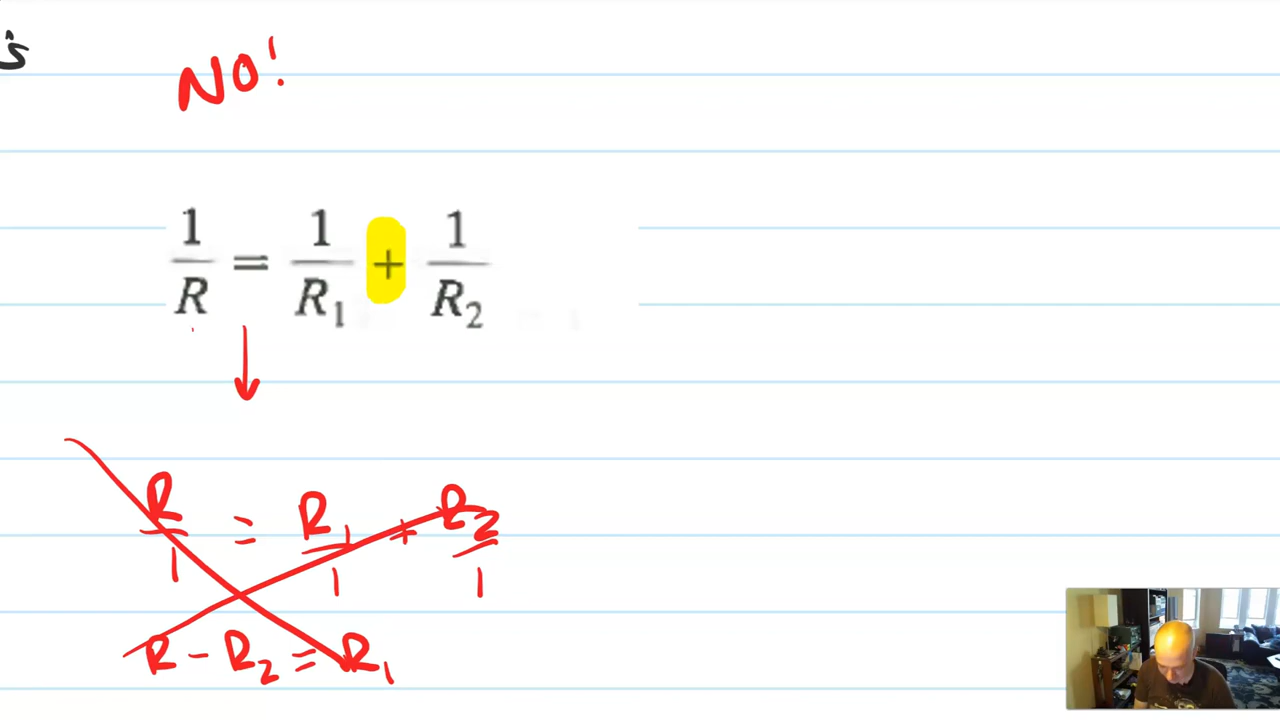 's
NO!
1/R = 1/R₁ + 1/R₂
R/1 = R₁/1 + R₂/1
R - R₂ = R₁